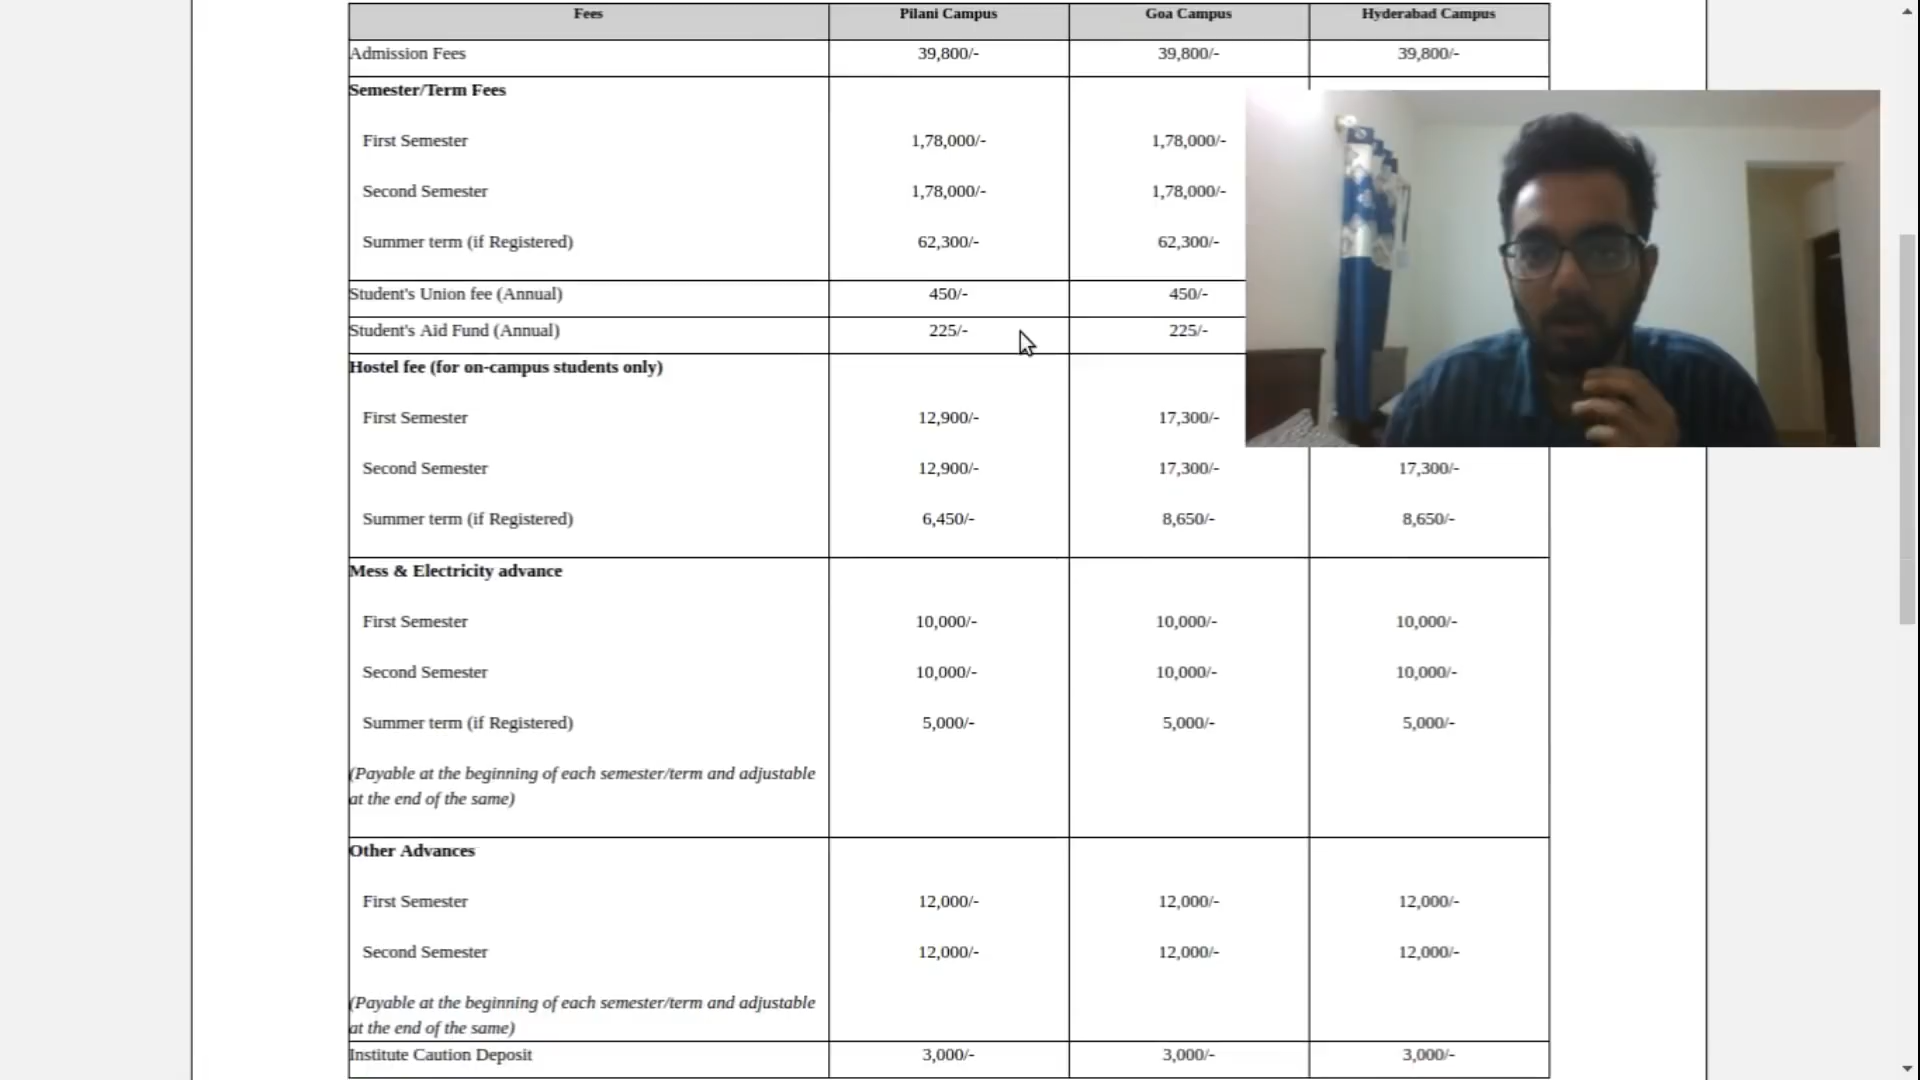 Fees Pilani Campus Goa Campus Hyderabad Campus
Admission Fees 39,800/- 39,800/- 39,800/-
Semester/Term Fees
First Semester 1,78,000/- 1,78,000/-
Second Semester 1,78,000/- 1,78,000/-
Summer term (if Registered) 62,300/- 62,300/-
Student's Union fee (Annual) 450/- 450/-
Student's Aid Fund (Annual) 225/- 225/-
Hostel fee (for on-campus students only)
First Semester 12,900/- 17,300/-
Second Semester 12,900/- 17,300/- 17,300/-
Summer term (if Registered) 6,450/- 8,650/- 8,650/-
Mess & Electricity advance
First Semester 10,000/- 10,000/- 10,000/-
Second Semester 10,000/- 10,000/- 10,000/-
Summer term (if Registered) 5,000/- 5,000/- 5,000/-
(Payable at the beginning of each semester/term and adjustable
at the end of the same)
Other Advances
First Semester 12,000/- 12,000/- 12,000/-
Second Semester 12,000/- 12,000/- 12,000/-
(Payable at the beginning of each semester/term and adjustable
at the end of the same)
Institute Caution Deposit 3,000/- 3,000/- 3,000/-